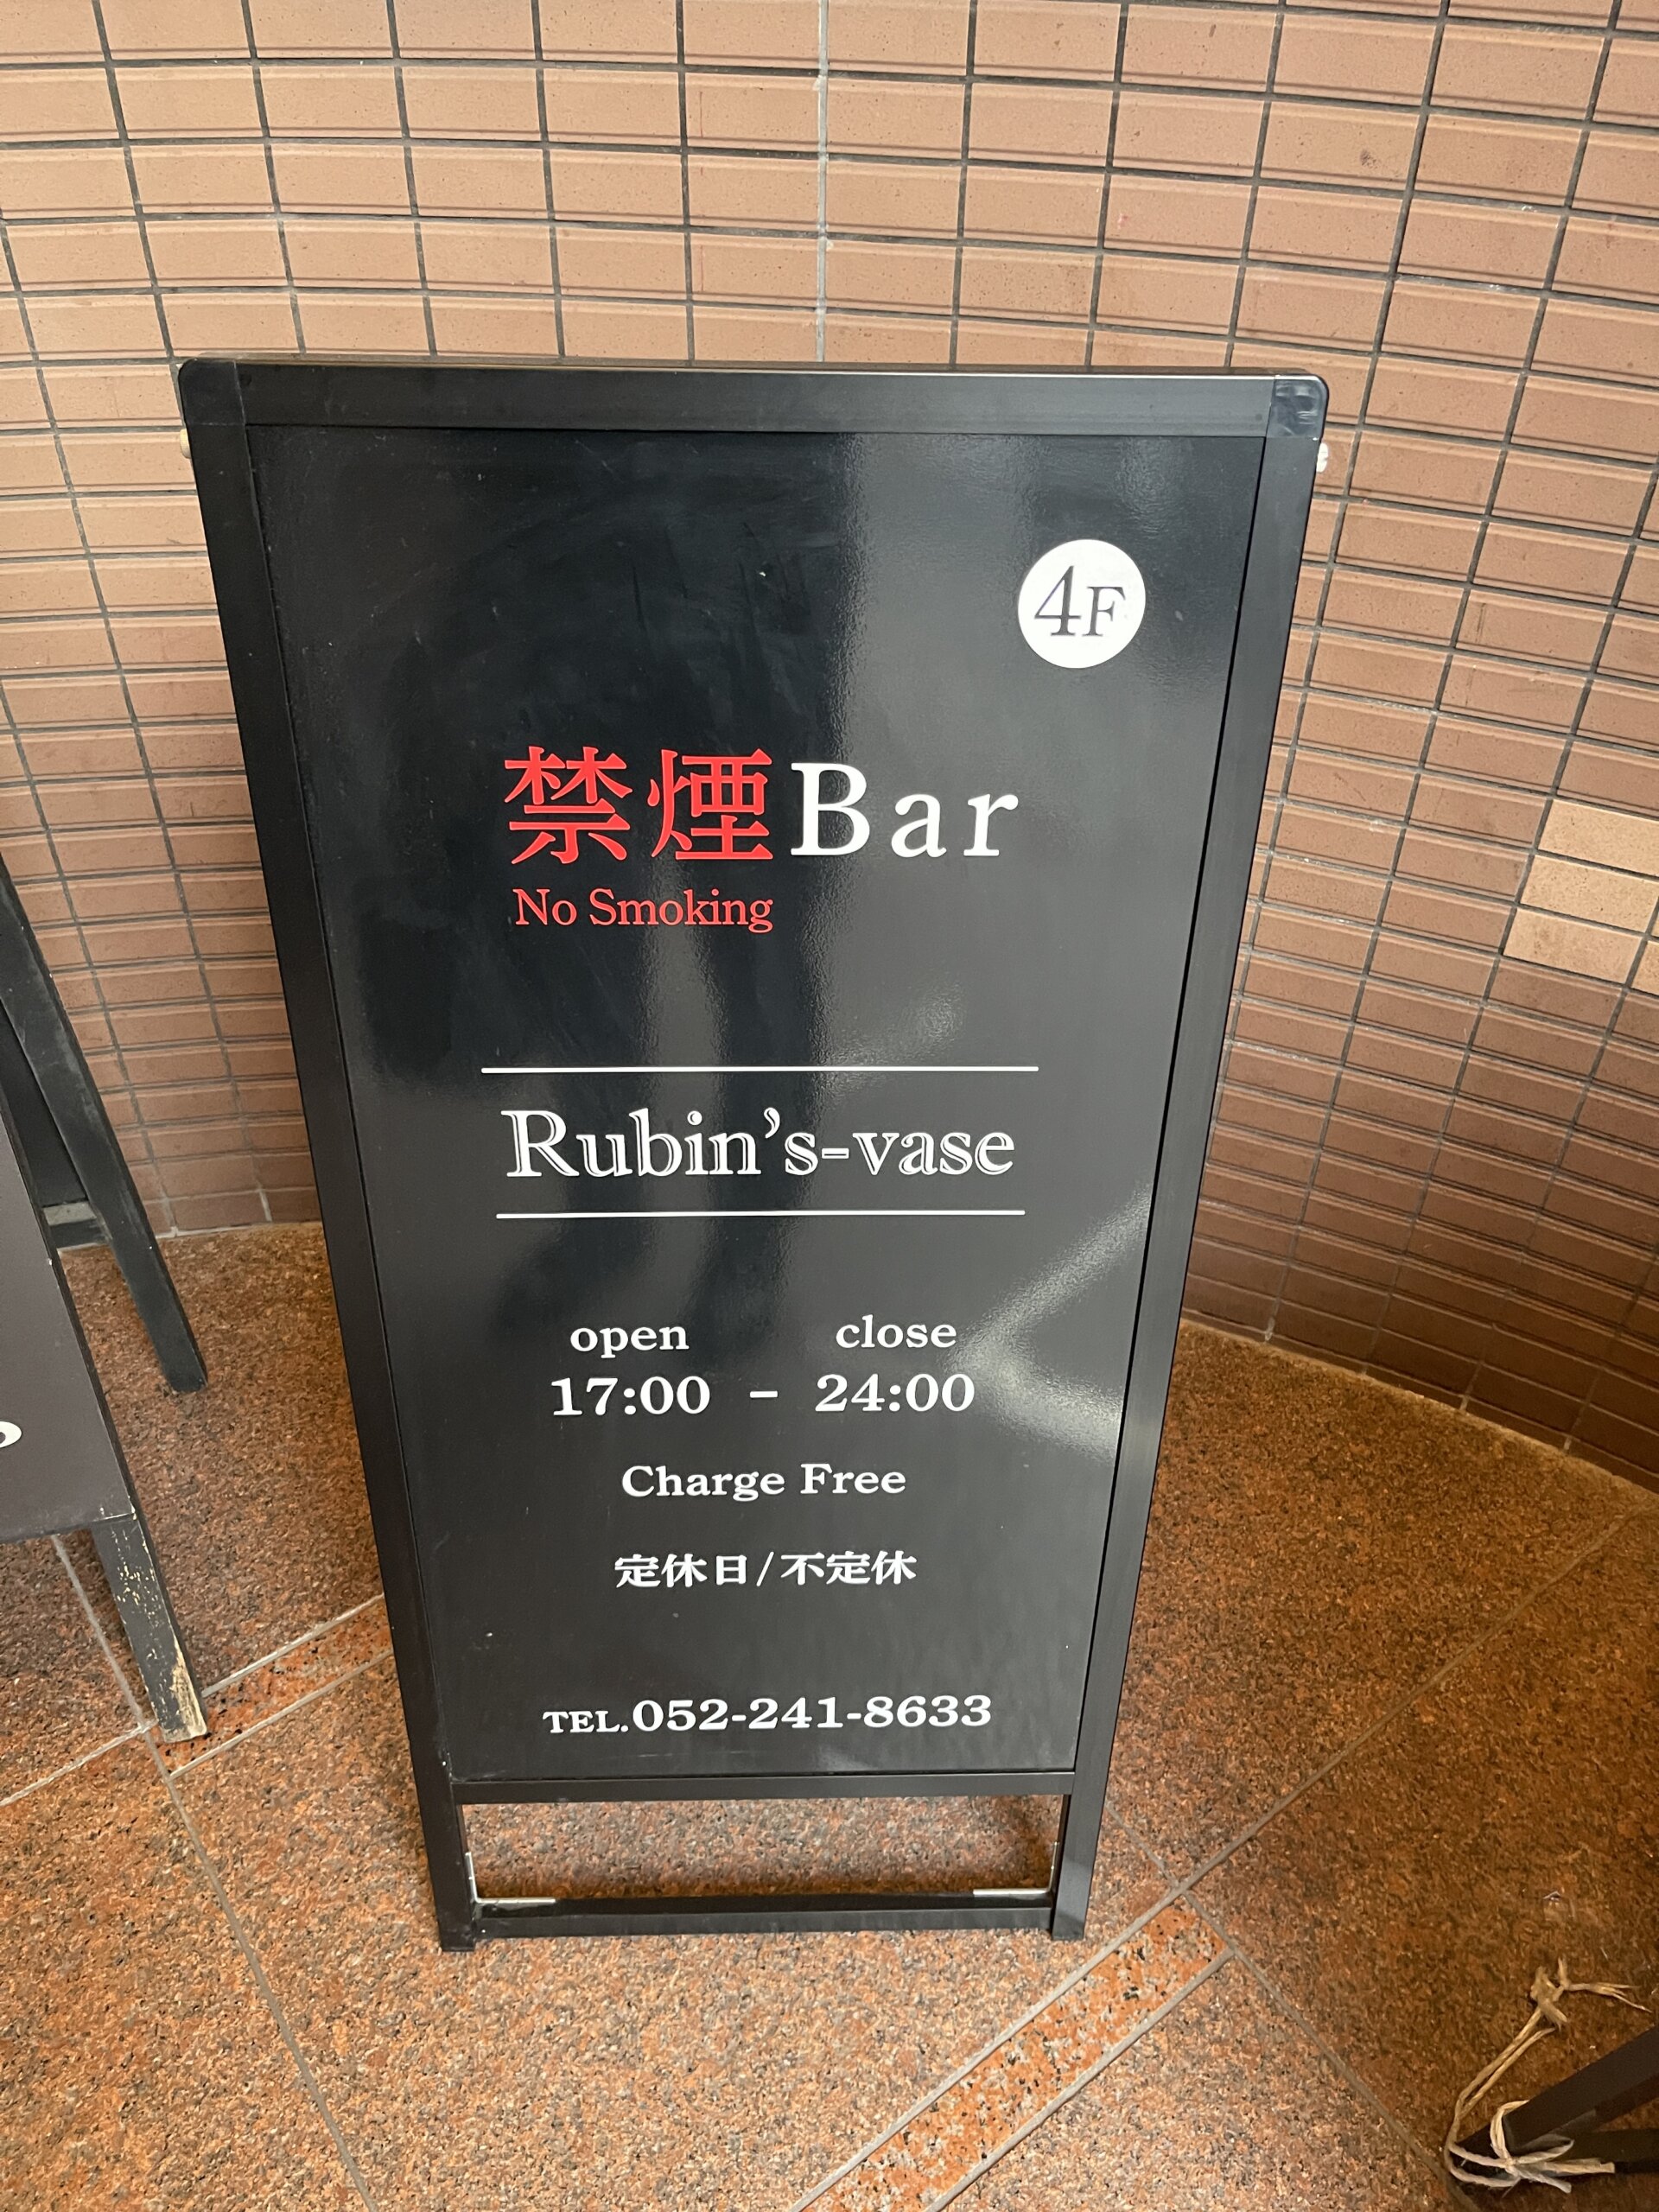 4F
禁煙Bar
No Smoking
Rubin's-vase
open close
17:00 - 24:00
Charge Free
定休日/不定休
TEL.052-241-8633